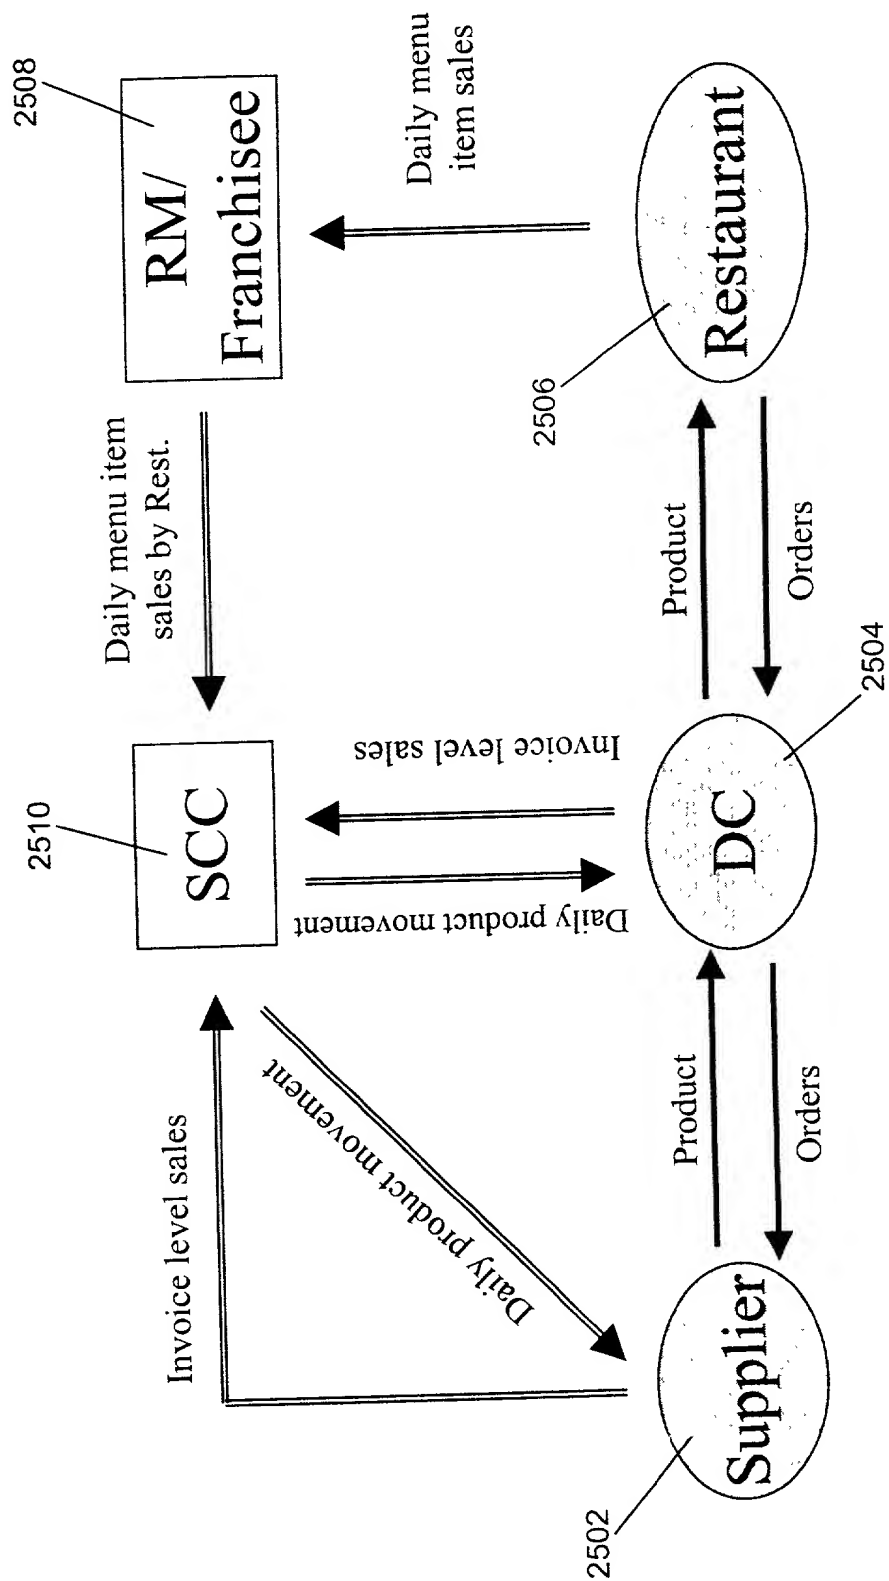 2510
SCC
Daily menu item
sales by Rest.
2508
RM/
Franchisee
Invoice level sales
Daily product movement
Daily product movement
Invoice level sales
Daily menu
item sales
2502
Supplier
Product
Orders
DC
2504
Product
Orders
2506
Restaurant